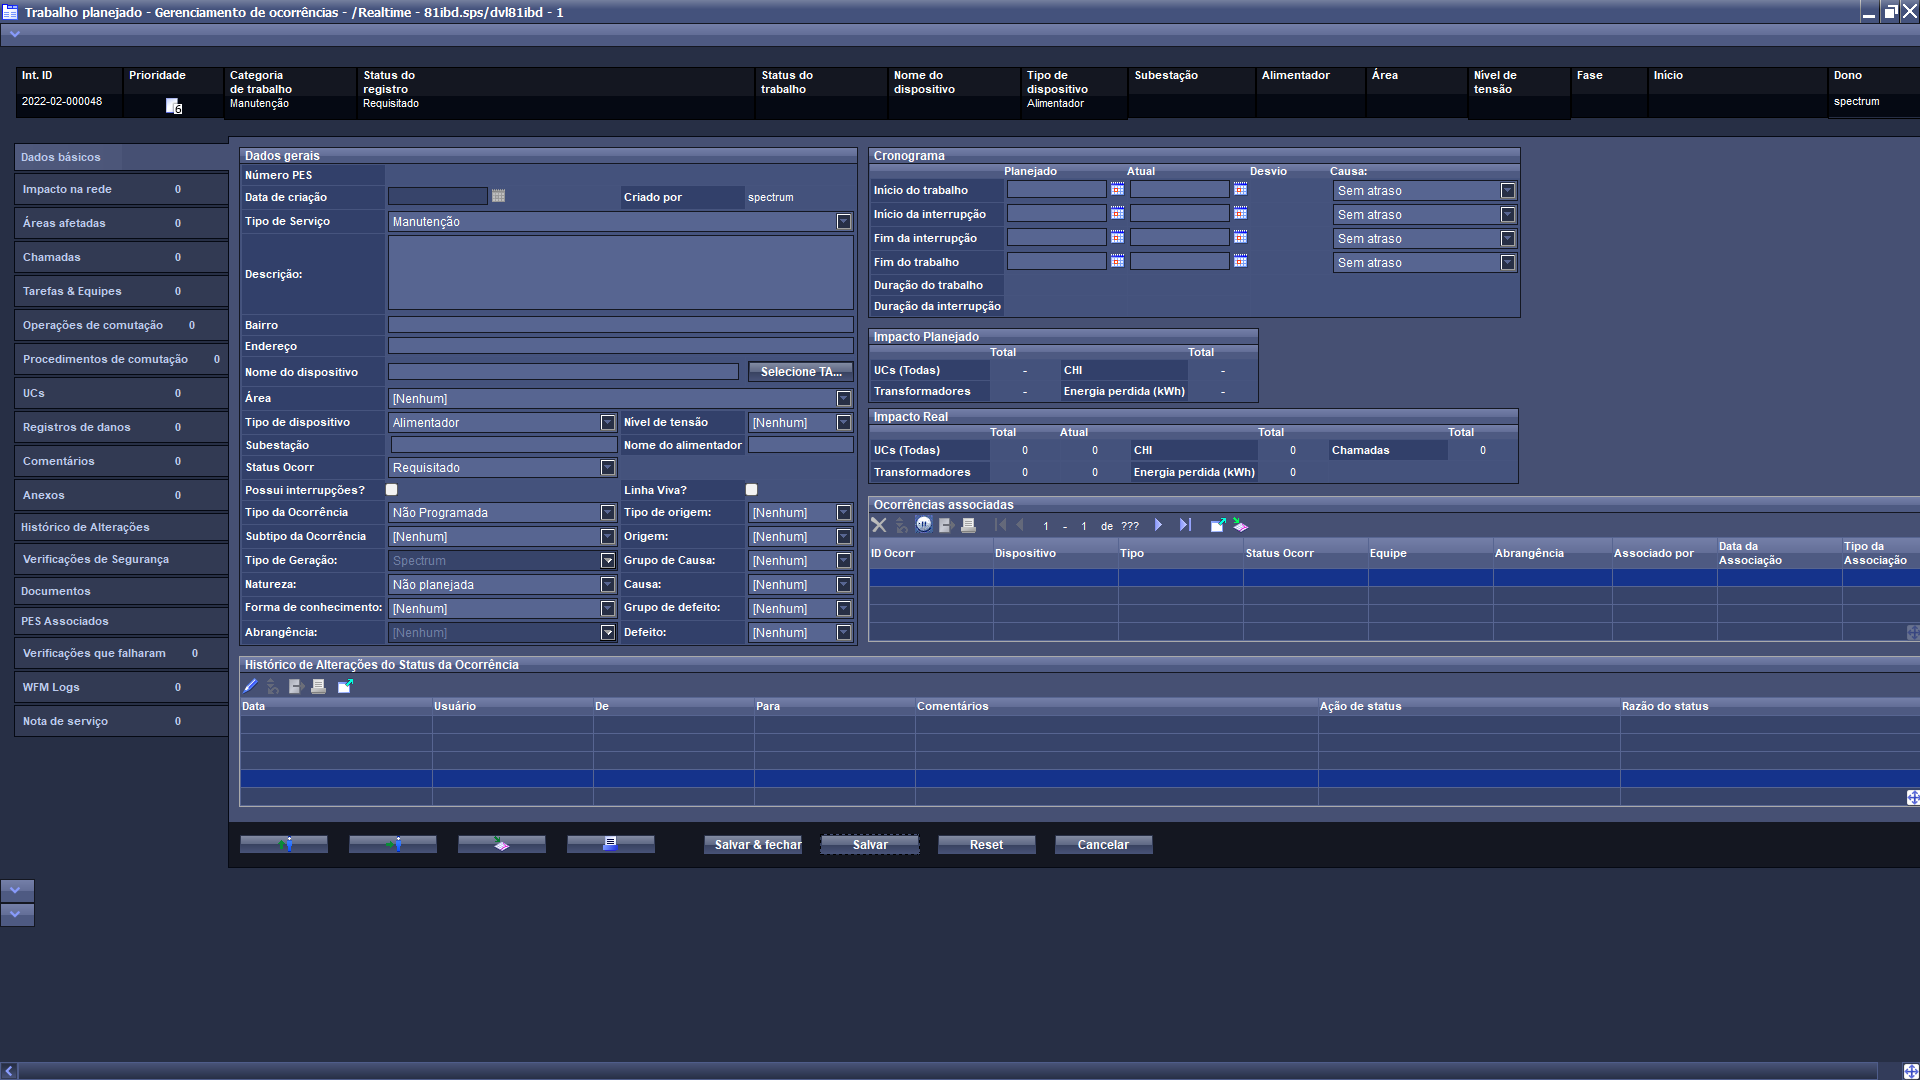 Trabalho planejado - Gerenciamento de ocorrências - /Realtime - 81ibd.sps/dvl81ibd - 1
Int. ID Prioridade Categoria de trabalho Status do registro Status do trabalho Nome do dispositivo Tipo de dispositivo Subestação Alimentador Área Nível de tensão Fase Início Dono
2022-02-000048 6 Manutenção Requisitado Alimentador spectrum
Dados básicos
Impacto na rede 0
Áreas afetadas 0
Chamadas 0
Tarefas & Equipes 0
Operações de comutação 0
Procedimentos de comutação 0
UCs 0
Registros de danos 0
Comentários 0
Anexos 0
Histórico de Alterações
Verificações de Segurança
Documentos
PES Associados
Verificações que falharam 0
WFM Logs 0
Nota de serviço 0
Dados gerais
Número PES
Data de criação Criado por spectrum
Tipo de Serviço Manutenção
Descrição:
Bairro
Endereço
Nome do dispositivo Selecione TA...
Área [Nenhum]
Tipo de dispositivo Alimentador Nível de tensão [Nenhum]
Subestação Nome do alimentador
Status Ocorr Requisitado
Possui interrupções? Linha Viva?
Tipo da Ocorrência Não Programada Tipo de origem: [Nenhum]
Subtipo da Ocorrência [Nenhum] Origem: [Nenhum]
Tipo de Geração: Spectrum Grupo de Causa: [Nenhum]
Natureza: Não planejada Causa: [Nenhum]
Forma de conhecimento: [Nenhum] Grupo de defeito: [Nenhum]
Abrangência: [Nenhum] Defeito: [Nenhum]
Cronograma
Planejado Atual Desvio Causa:
Início do trabalho Sem atraso
Início da interrupção Sem atraso
Fim da interrupção Sem atraso
Fim do trabalho Sem atraso
Duração do trabalho
Duração da interrupção
Impacto Planejado
Total Total
UCs (Todas) - CHI -
Transformadores - Energia perdida (kWh) -
Impacto Real
Total Atual Total Total
UCs (Todas) 0 0 CHI 0 Chamadas 0
Transformadores 0 0 Energia perdida (kWh) 0
Ocorrências associadas
1 - 1 de ???
ID Ocorr Dispositivo Tipo Status Ocorr Equipe Abrangência Associado por Data da Associação Tipo da Associação
Histórico de Alterações do Status da Ocorrência
Data Usuário De Para Comentários Ação de status Razão do status
Salvar & fechar Salvar Reset Cancelar